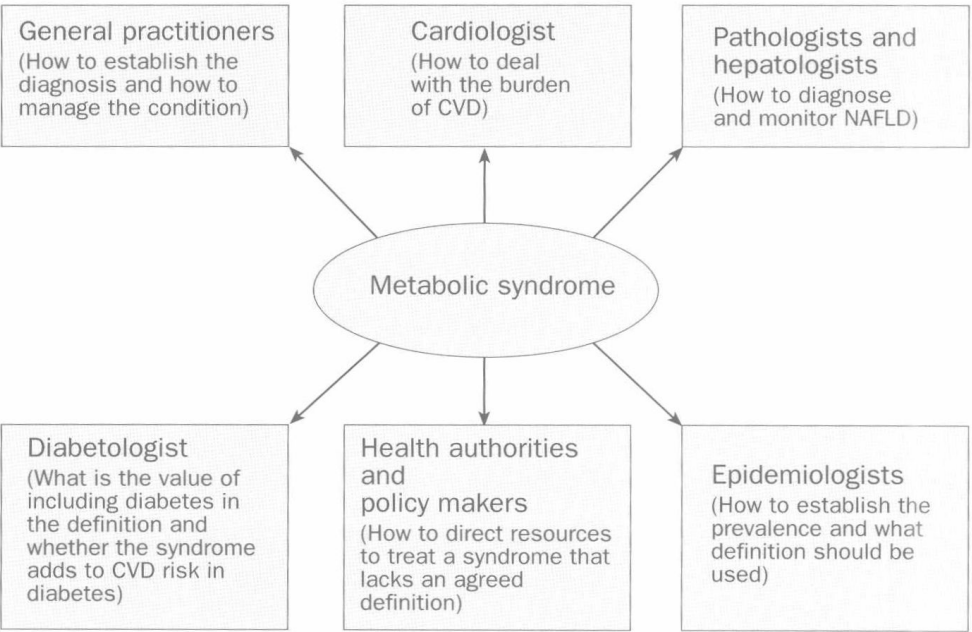 General practitioners
(How to establish the
diagnosis and how to
manage the condition)
Cardiologist
(How to deal
with the burden
of CVD)
Pathologists and
hepatologists
(How to diagnose
and monitor NAFLD)
Metabolic syndrome
Diabetologist
(What is the value of
including diabetes in
the definition and
whether the syndrome
adds to CVD risk in
diabetes)
Health authorities
and
policy makers
(How to direct resources
to treat a syndrome that
lacks an agreed
definition)
Epidemiologists
(How to establish the
prevalence and what
definition should be
used)